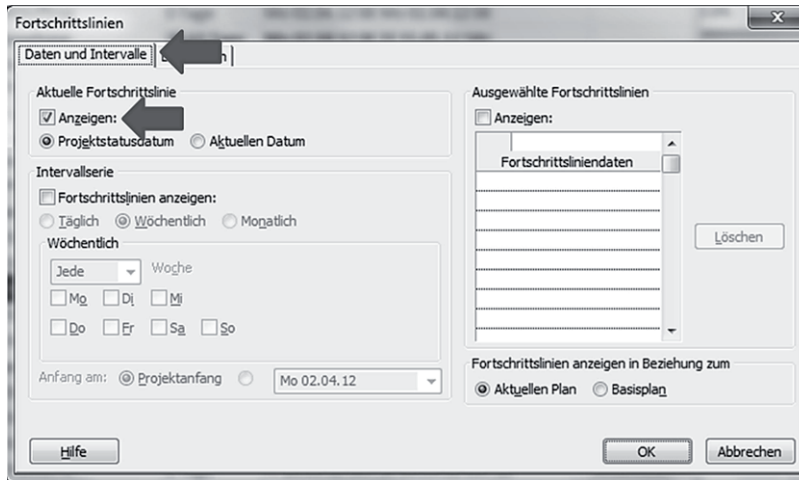 Fortschrittslinien
Daten und Intervalle
Aktuelle Fortschrittslinie
Anzeigen:
Projektstatusdatum Aktuellen Datum
Intervallserie
Fortschrittslinien anzeigen:
Täglich Wöchentlich Monatlich
Wöchentlich
Jede Woche
Mo Di Mi
Do Fr Sa So
Anfang am: Projektanfang Mo 02.04.12
Ausgewählte Fortschrittslinien
Anzeigen:
Fortschrittsliniendaten
Löschen
Fortschrittslinien anzeigen in Beziehung zum
Aktuellen Plan Basisplan
Hilfe
OK Abbrechen